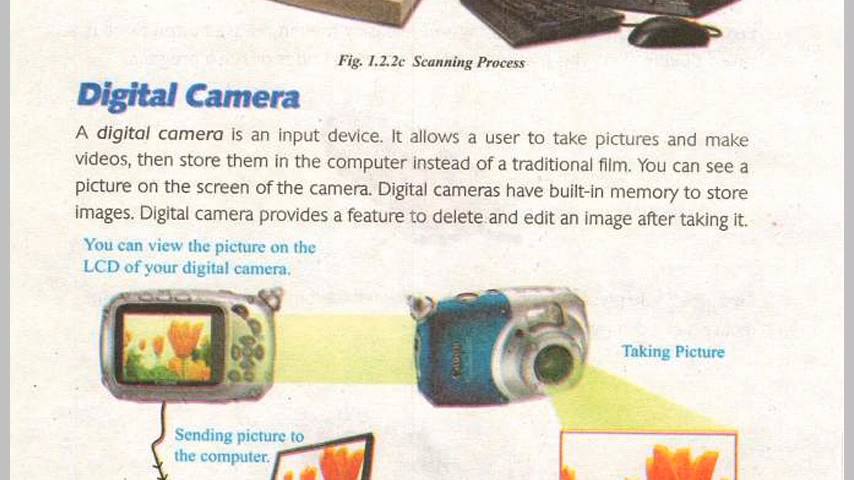 Fig. 1.2.2c Scanning Process
Digital Camera
A digital camera is an input device. It allows a user to take pictures and make
videos, then store them in the computer instead of a traditional film. You can see a
picture on the screen of the camera. Digital cameras have built-in memory to store
images. Digital camera provides a feature to delete and edit an image after taking it.
You can view the picture on the
LCD of your digital camera.
Canon
Taking Picture
Sending picture to
the computer.